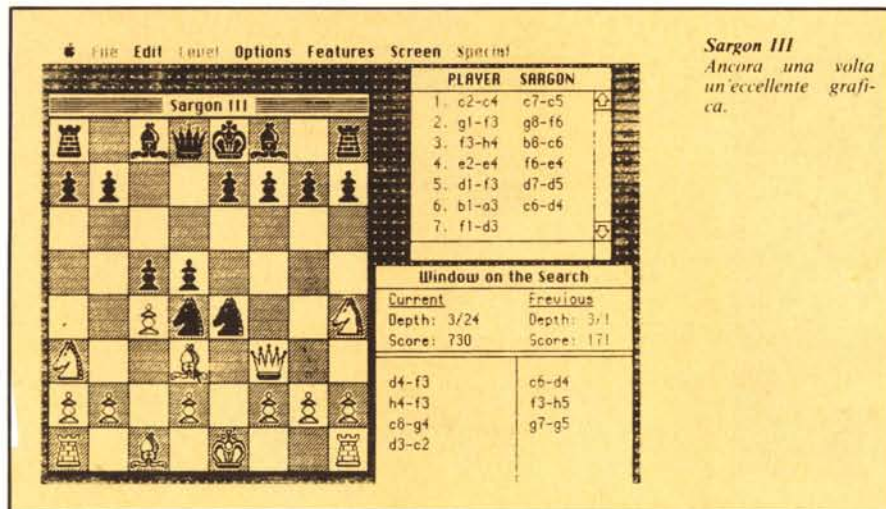 File Edit Level Options Features Screen Special
Sargon III
PLAYER SARGON
1. c2-c4 c7-c5
2. g1-f3 g8-f6
3. f3-h4 b8-c6
4. e2-e4 f6-e4
5. d1-f3 d7-d5
6. b1-a3 c6-d4
7. f1-d3
Window on the Search
Current Previous
Depth: 3/24 Depth: 3/1
Score: 730 Score: 171
d4-f3 c6-d4
h4-f3 f3-h5
c8-g4 g7-g5
d3-c2
Sargon III
Ancora una volta
un'eccellente grafi-
ca.